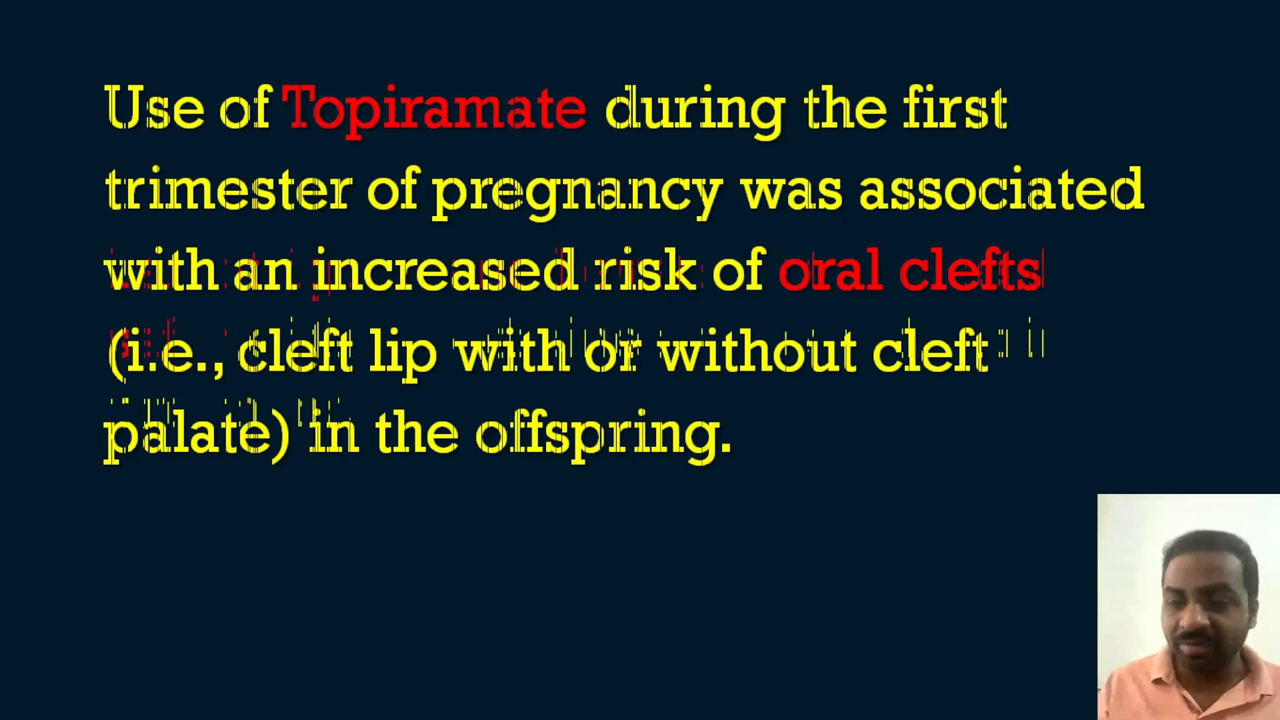 Use of Topiramate during the first
trimester of pregnancy was associated
with an increased risk of oral clefts
(i.e., cleft lip with or without cleft
palate) in the offspring.